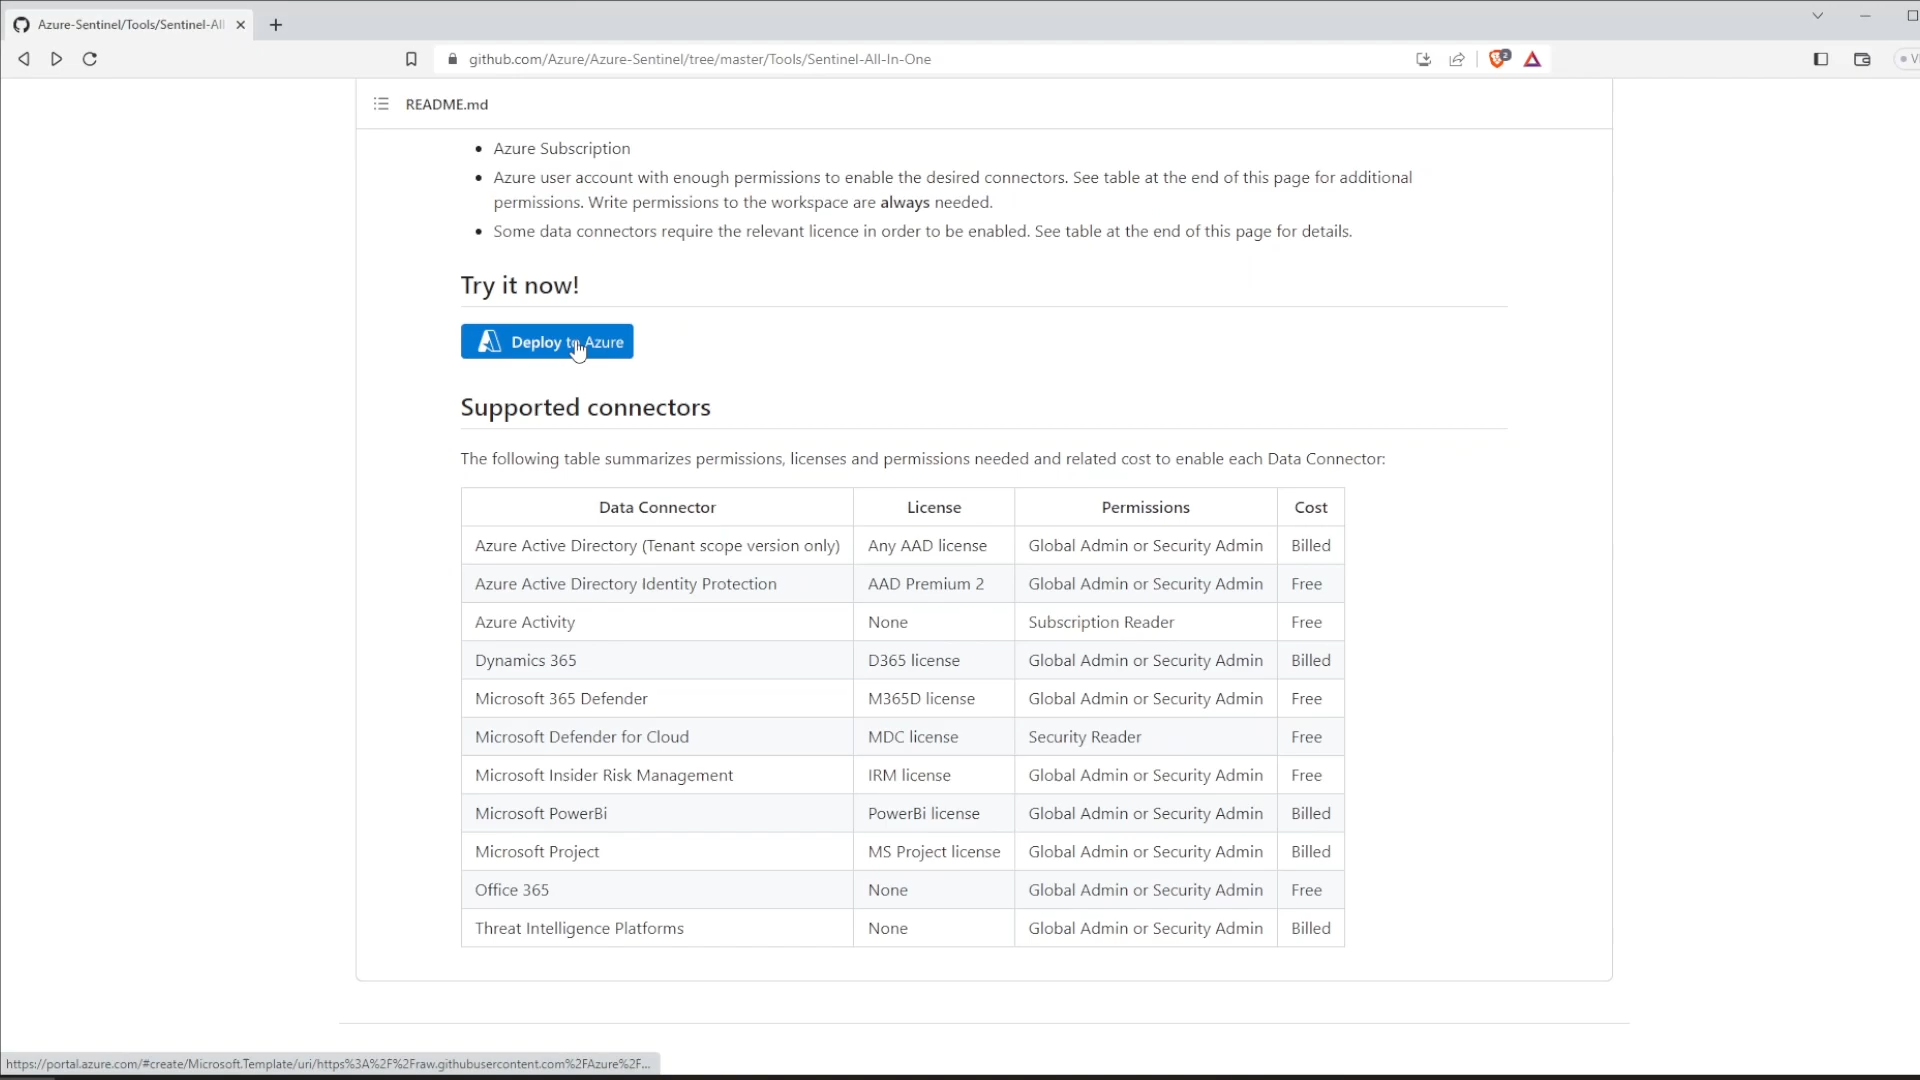 Azure-Sentinel/Tools/Sentinel-All
github.com/Azure/Azure-Sentinel/tree/master/Tools/Sentinel-All-In-One
2
README.md
• Azure Subscription
• Azure user account with enough permissions to enable the desired connectors. See table at the end of this page for additional
permissions. Write permissions to the workspace are always needed.
• Some data connectors require the relevant licence in order to be enabled. See table at the end of this page for details.
Try it now!
Deploy to Azure
Supported connectors
The following table summarizes permissions, licenses and permissions needed and related cost to enable each Data Connector:
Data Connector License Permissions Cost
Azure Active Directory (Tenant scope version only) Any AAD license Global Admin or Security Admin Billed
Azure Active Directory Identity Protection AAD Premium 2 Global Admin or Security Admin Free
Azure Activity None Subscription Reader Free
Dynamics 365 D365 license Global Admin or Security Admin Billed
Microsoft 365 Defender M365D license Global Admin or Security Admin Free
Microsoft Defender for Cloud MDC license Security Reader Free
Microsoft Insider Risk Management IRM license Global Admin or Security Admin Free
Microsoft PowerBi PowerBi license Global Admin or Security Admin Billed
Microsoft Project MS Project license Global Admin or Security Admin Billed
Office 365 None Global Admin or Security Admin Free
Threat Intelligence Platforms None Global Admin or Security Admin Billed
https://portal.azure.com/#create/Microsoft.Template/uri/https%3A%2F%2Fraw.githubusercontent.com%2FAzure%2F...